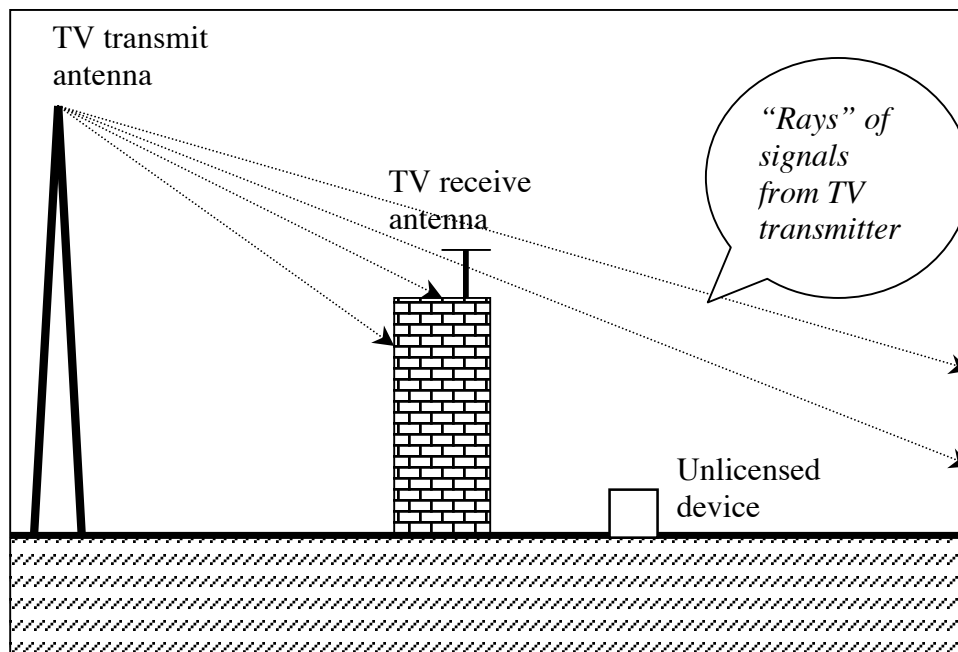 TV transmit
antenna
“Rays” of
signals
from TV
transmitter
TV receive
antenna
Unlicensed
device